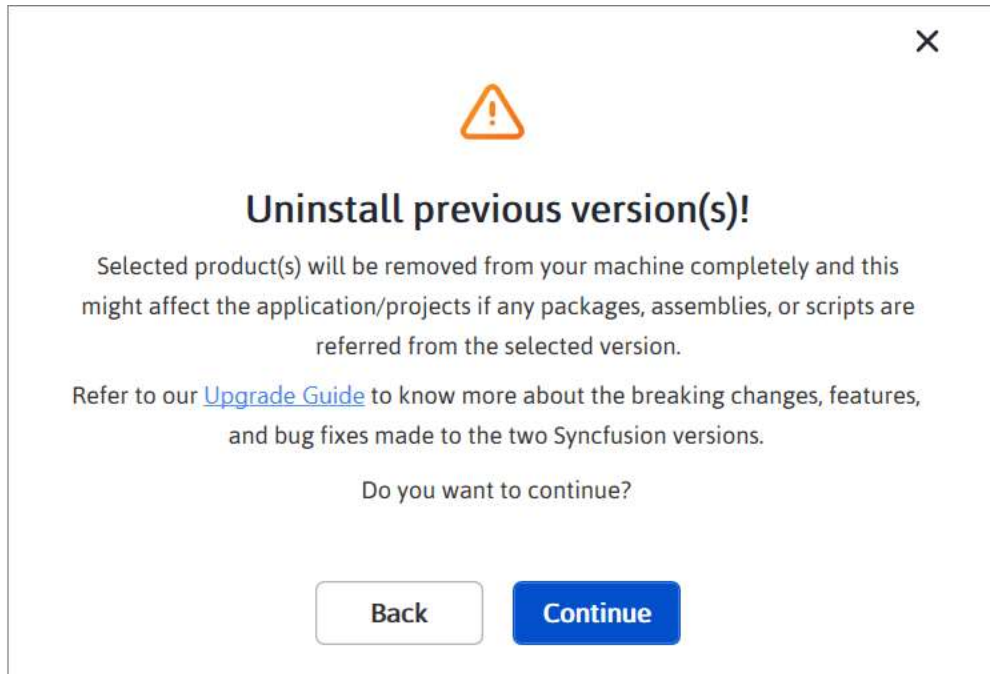 Uninstall previous version(s)!
Selected product(s) will be removed from your machine completely and this
might affect the application/projects if any packages, assemblies, or scripts are
referred from the selected version.
Refer to our Upgrade Guide to know more about the breaking changes, features,
and bug fixes made to the two Syncfusion versions.
Do you want to continue?
Back
Continue